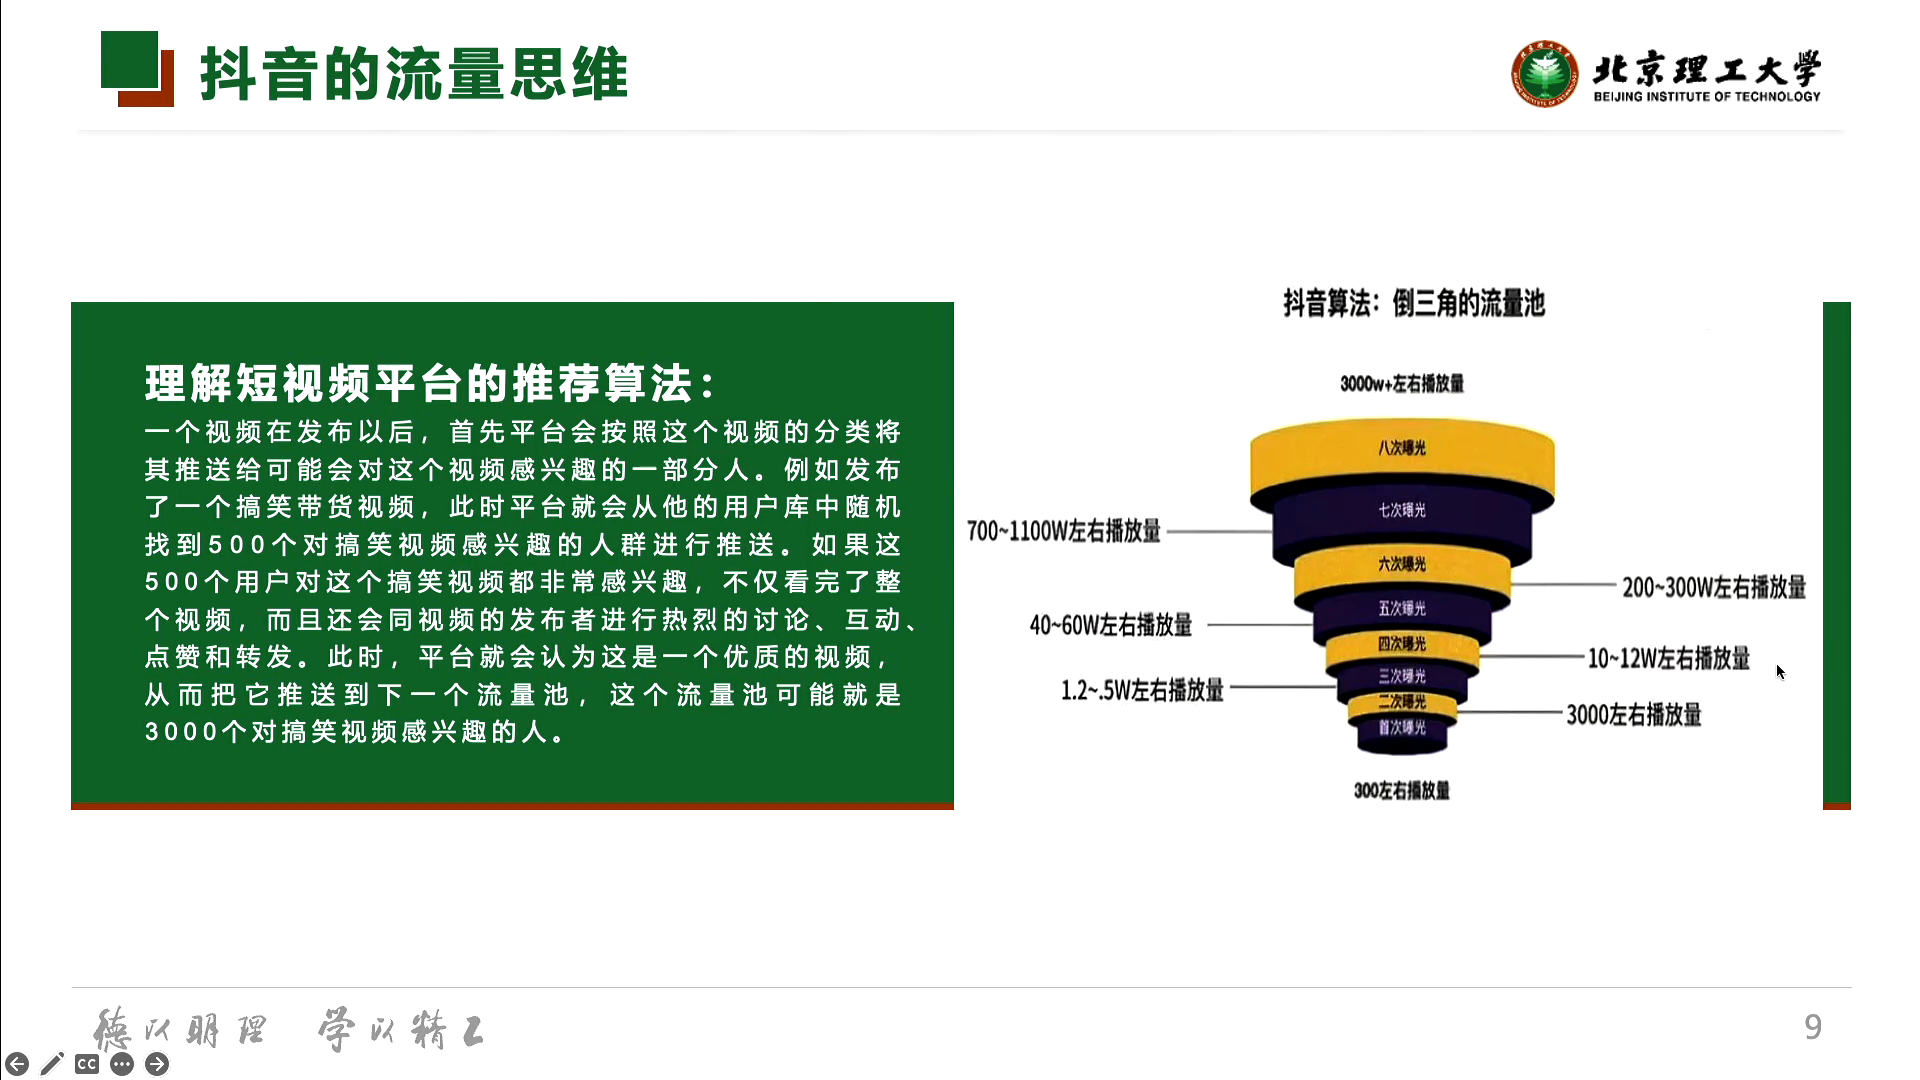 抖音的流量思维
北京理工大学
BEIJING INSTITUTE OF TECHNOLOGY
理解短视频平台的推荐算法：
一个视频在发布以后，首先平台会按照这个视频的分类将
其推送给可能会对这个视频感兴趣的一部分人。例如发布
了一个搞笑带货视频，此时平台就会从他的用户库中随机
找到500个对搞笑视频感兴趣的人群进行推送。如果这
500个用户对这个搞笑视频都非常感兴趣，不仅看完了整
个视频，而且还会同视频的发布者进行热烈的讨论、互动、
点赞和转发。此时，平台就会认为这是一个优质的视频，
从而把它推送到下一个流量池，这个流量池可能就是
3000个对搞笑视频感兴趣的人。
抖音算法：倒三角的流量池
3000w+左右播放量
八次曝光
七次曝光
700~1100W左右播放量
六次曝光
200~300W左右播放量
五次曝光
40~60W左右播放量
四次曝光
10~12W左右播放量
三次曝光
1.2~.5W左右播放量
二次曝光
3000左右播放量
首次曝光
300左右播放量
德以明理 学以精工
9
CC